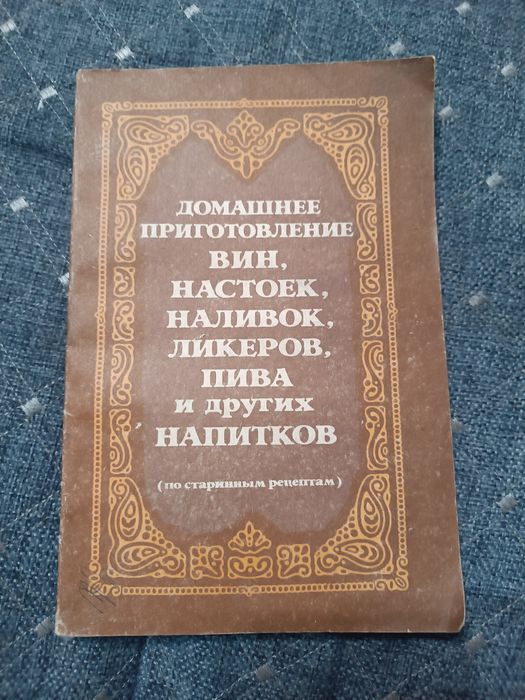 ДОМАШНЕЕ
ПРИГОТОВЛЕНИЕ
ВИН,
НАСТОЕК,
НАЛИВОК,
ЛИКЕРОВ,
ПИВА
и других
НАПИТКОВ
(по старинным рецептам)